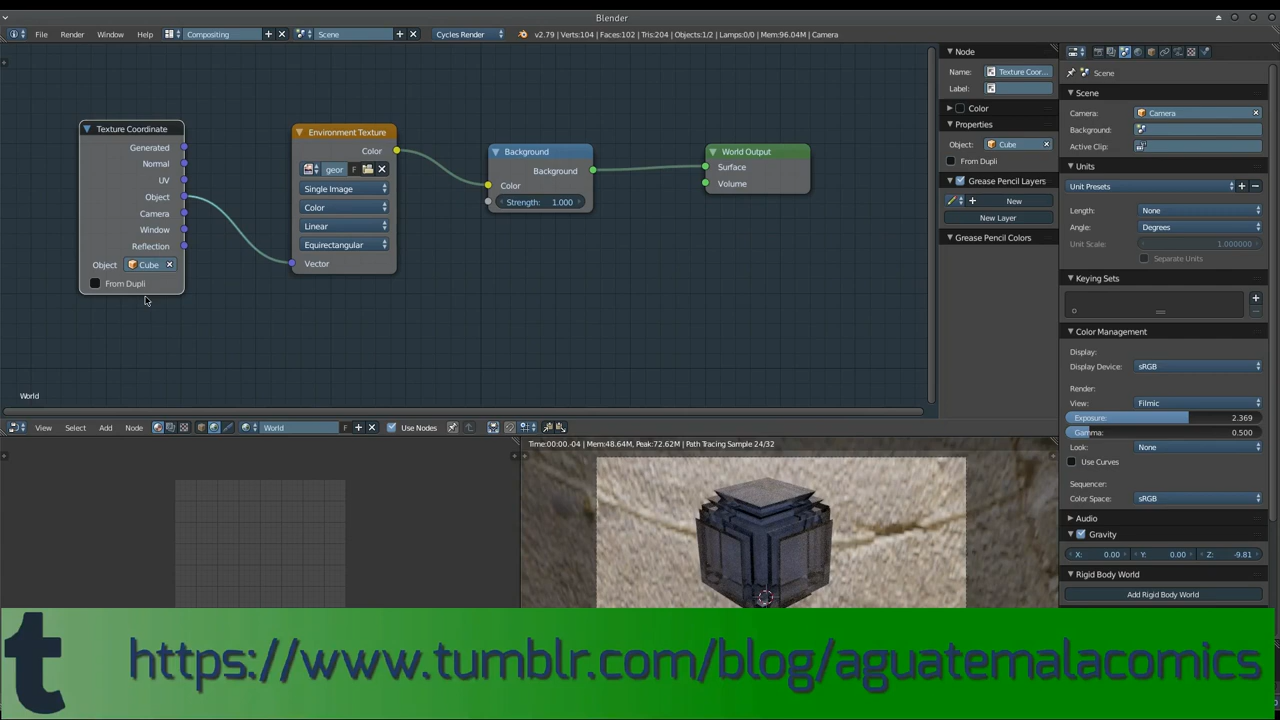 Blender
File Render Window Help Compositing Scene Cycles Render v2.79 | Verts:104 | Faces:102 | Tris:204 | Objects:1/2 | Lamps:0/0 | Mem:96.04M | Camera
Texture Coordinate
Generated
Normal
UV
Object
Camera
Window
Reflection
Object Cube
From Dupli
Environment Texture
Color
geor F
Single Image
Color
Linear
Equirectangular
Vector
Background
Background
Color
Strength: 1.000
World Output
Surface
Volume
World
Node
Name: Texture Coor...
Label:
Color
Properties
Object: Cube
From Dupli
Grease Pencil Layers
New
New Layer
Grease Pencil Colors
Scene
Scene
Camera: Camera
Background:
Active Clip:
Units
Unit Presets
Length: None
Angle: Degrees
Unit Scale: 1.000000
Separate Units
Keying Sets
Color Management
Display:
Display Device: sRGB
Render:
View: Filmic
Exposure: 2.369
Gamma: 0.500
Look: None
Use Curves
Sequencer:
Color Space: sRGB
Audio
Gravity
X: 0.00 Y: 0.00 Z: -9.81
Rigid Body World
Add Rigid Body World
View Select Add Node World F Use Nodes
Time:00:00.04 | Mem:48.64M, Peak:72.62M | Path Tracing Sample 24/32
t https://www.tumblr.com/blog/aguatemalacomics